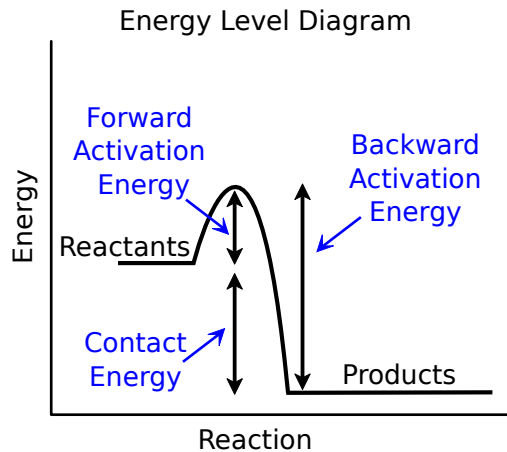 Energy Level Diagram
Forward
Activation
Energy
Backward
Activation
Energy
Energy
Reactants
Contact
Energy
Products
Reaction